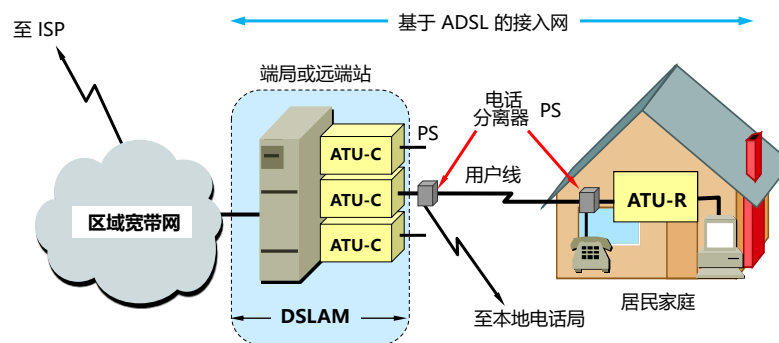 至 ISP
基于 ADSL 的接入网
端局或远端站
PS
电话
分离器
PS
ATU-C
ATU-C
ATU-C
用户线
ATU-R
区域宽带网
DSLAM
至本地电话局
居民家庭